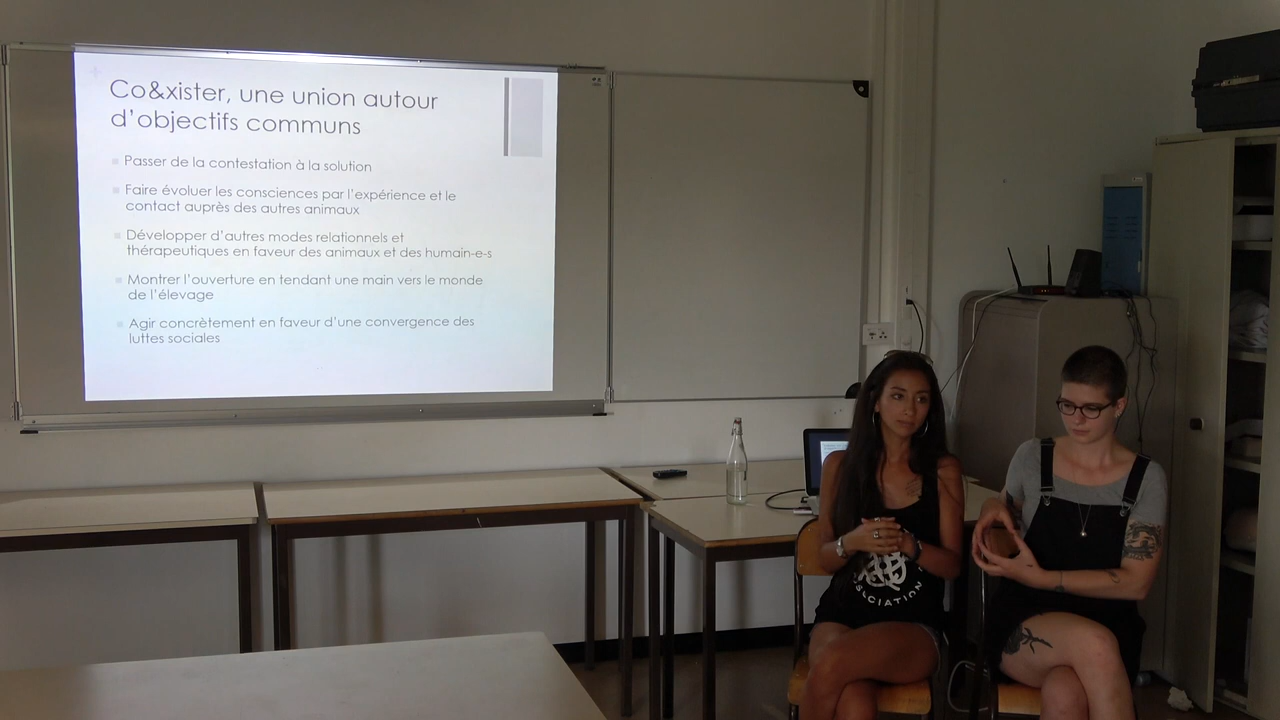 Co&xister, une union autour
d'objectifs communs
Passer de la contestation à la solution
Faire évoluer les consciences par l'expérience et le
contact auprès des autres animaux
Développer d'autres modes relationnels et
thérapeutiques en faveur des animaux et des humain-e-s
Montrer l'ouverture en tendant une main vers le monde
de l'élevage
Agir concrètement en faveur d'une convergence des
luttes sociales